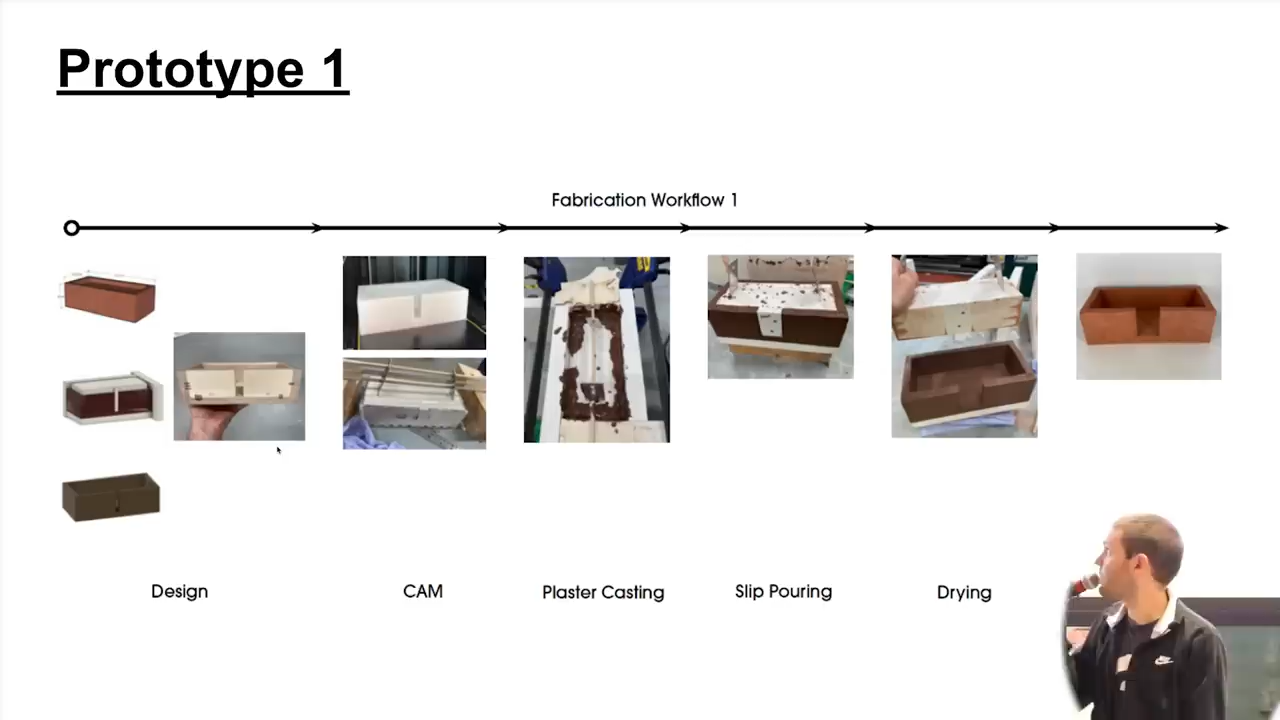 Prototype 1
Fabrication Workflow 1
Design
CAM
Plaster Casting
Slip Pouring
Drying